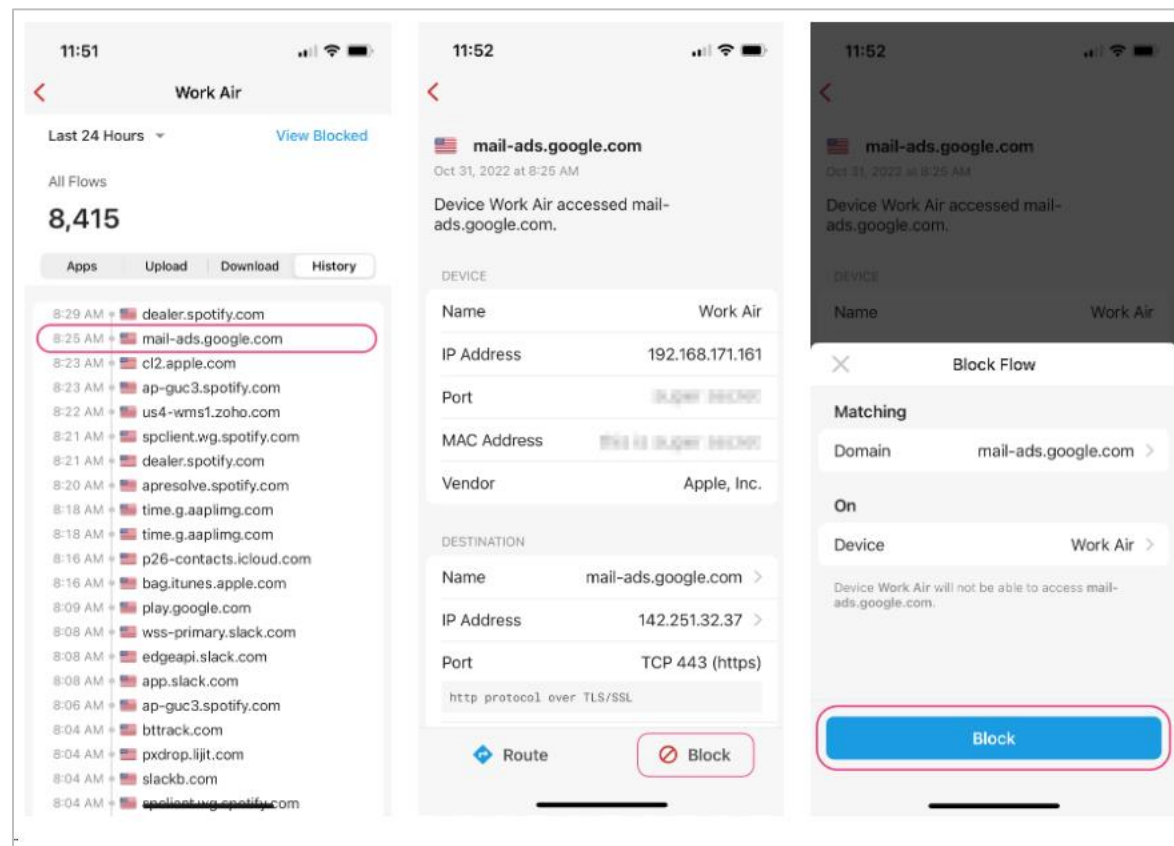 11:51
Work Air
Last 24 Hours
View Blocked
All Flows
8,415
Apps Upload Download History
8:29 AM dealer.spotify.com
8:25 AM mail-ads.google.com
8:23 AM cl2.apple.com
8:23 AM ap-guc3.spotify.com
8:22 AM us4-wms1.zoho.com
8:21 AM spclient.wg.spotify.com
8:21 AM dealer.spotify.com
8:20 AM apresolve.spotify.com
8:18 AM time.g.aaplimg.com
8:18 AM time.g.aaplimg.com
8:16 AM p26-contacts.icloud.com
8:16 AM bag.itunes.apple.com
8:09 AM play.google.com
8:08 AM wss-primary.slack.com
8:08 AM edgeapi.slack.com
8:08 AM app.slack.com
8:06 AM ap-guc3.spotify.com
8:04 AM bttrack.com
8:04 AM pxdrop.lijit.com
8:04 AM slackb.com
8:04 AM spclient.wg.spotify.com
11:52
mail-ads.google.com
Oct 31, 2022 at 8:25 AM
Device Work Air accessed mail-
ads.google.com.
DEVICE
Name Work Air
IP Address 192.168.171.161
Port super secret
MAC Address this is super secret
Vendor Apple, Inc.
DESTINATION
Name mail-ads.google.com
IP Address 142.251.32.37
Port TCP 443 (https)
http protocol over TLS/SSL
Route
Block
11:52
mail-ads.google.com
Oct 31, 2022 at 8:25 AM
Device Work Air accessed mail-
ads.google.com.
DEVICE
Name Work Air
Block Flow
Matching
Domain mail-ads.google.com
On
Device Work Air
Device Work Air will not be able to access mail-
ads.google.com.
Block